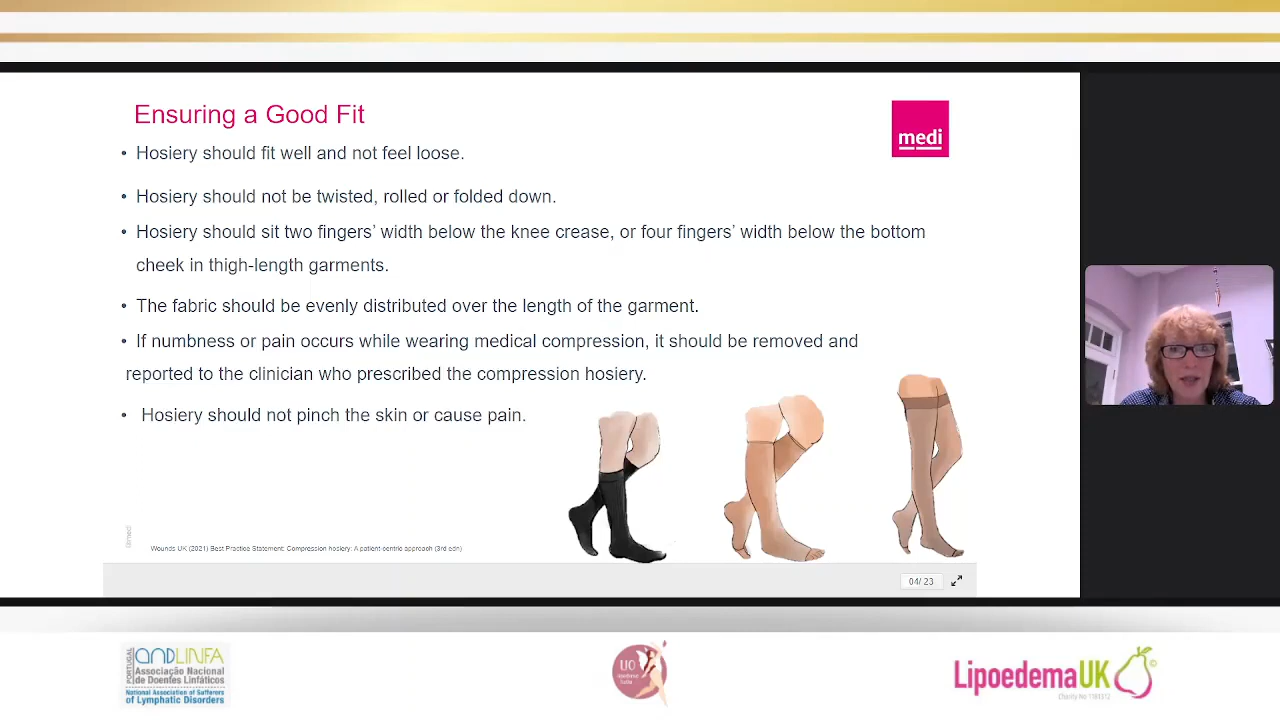 Ensuring a Good Fit
medi
• Hosiery should fit well and not feel loose.
• Hosiery should not be twisted, rolled or folded down.
• Hosiery should sit two fingers’ width below the knee crease, or four fingers’ width below the bottom
cheek in thigh-length garments.
• The fabric should be evenly distributed over the length of the garment.
• If numbness or pain occurs while wearing medical compression, it should be removed and
reported to the clinician who prescribed the compression hosiery.
• Hosiery should not pinch the skin or cause pain.
Wounds UK (2021) Best Practice Statement: Compression hosiery: A patient-centric approach (3rd edn)
04/ 23
PORTUGAL
ANDLINFA
Associação Nacional
de Doentes Linfáticos
National Association of Sufferers
of Lymphatic Disorders
LipoedemaUK
Charity No 1181312